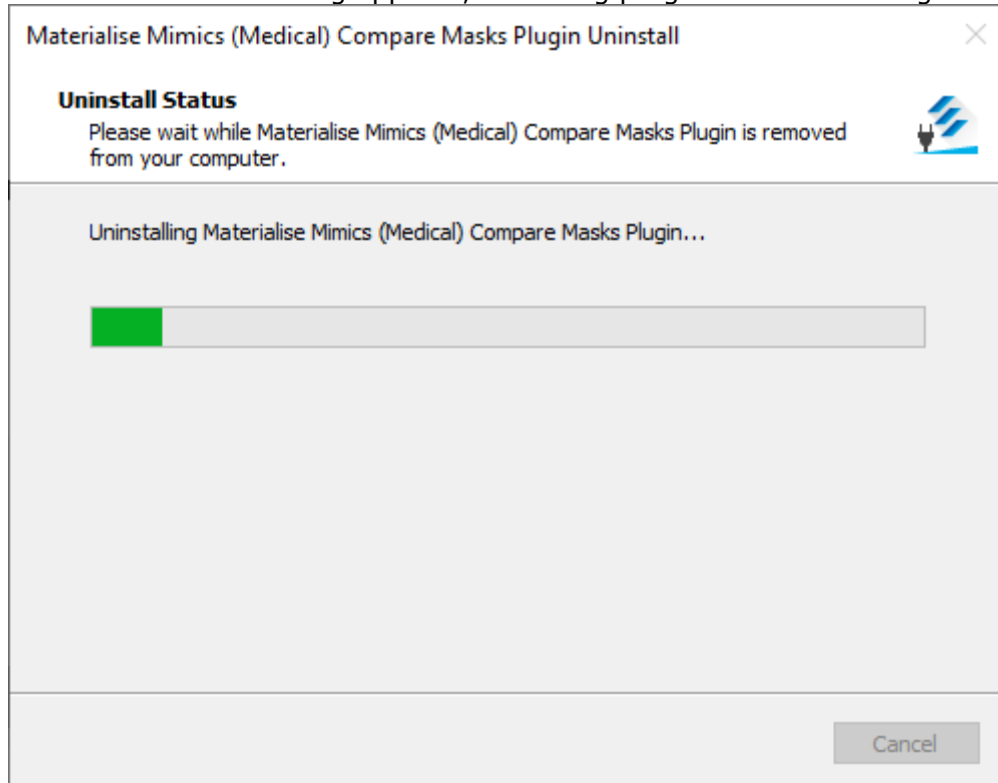 Materialise Mimics (Medical) Compare Masks Plugin Uninstall
Uninstall Status
Please wait while Materialise Mimics (Medical) Compare Masks Plugin is removed
from your computer.
Uninstalling Materialise Mimics (Medical) Compare Masks Plugin...
Cancel